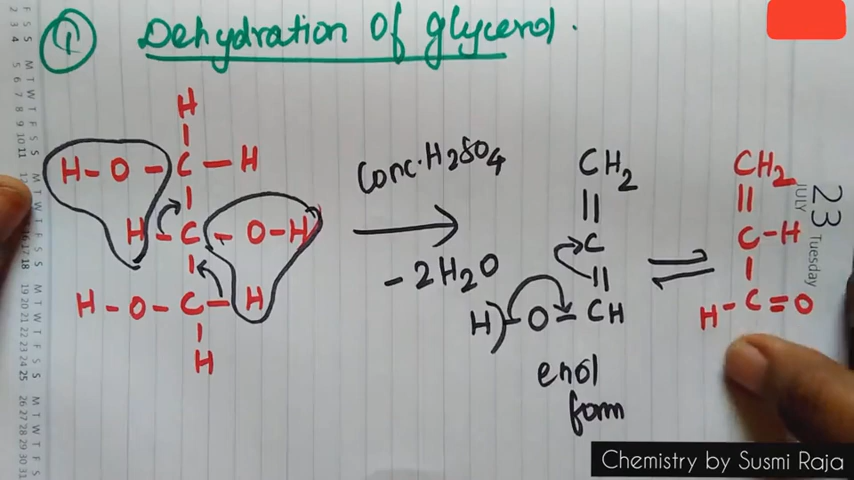 ① Dehydration of glycerol.
H
H-O-C-H
H-C-O-H
H-O-C-H
H
Conc. H2SO4
-2H2O
CH2
C
H-O=CH
enol
form
CH2
C-H
H-C=O
23
JULY
Tuesday
Chemistry by Susmi Raja